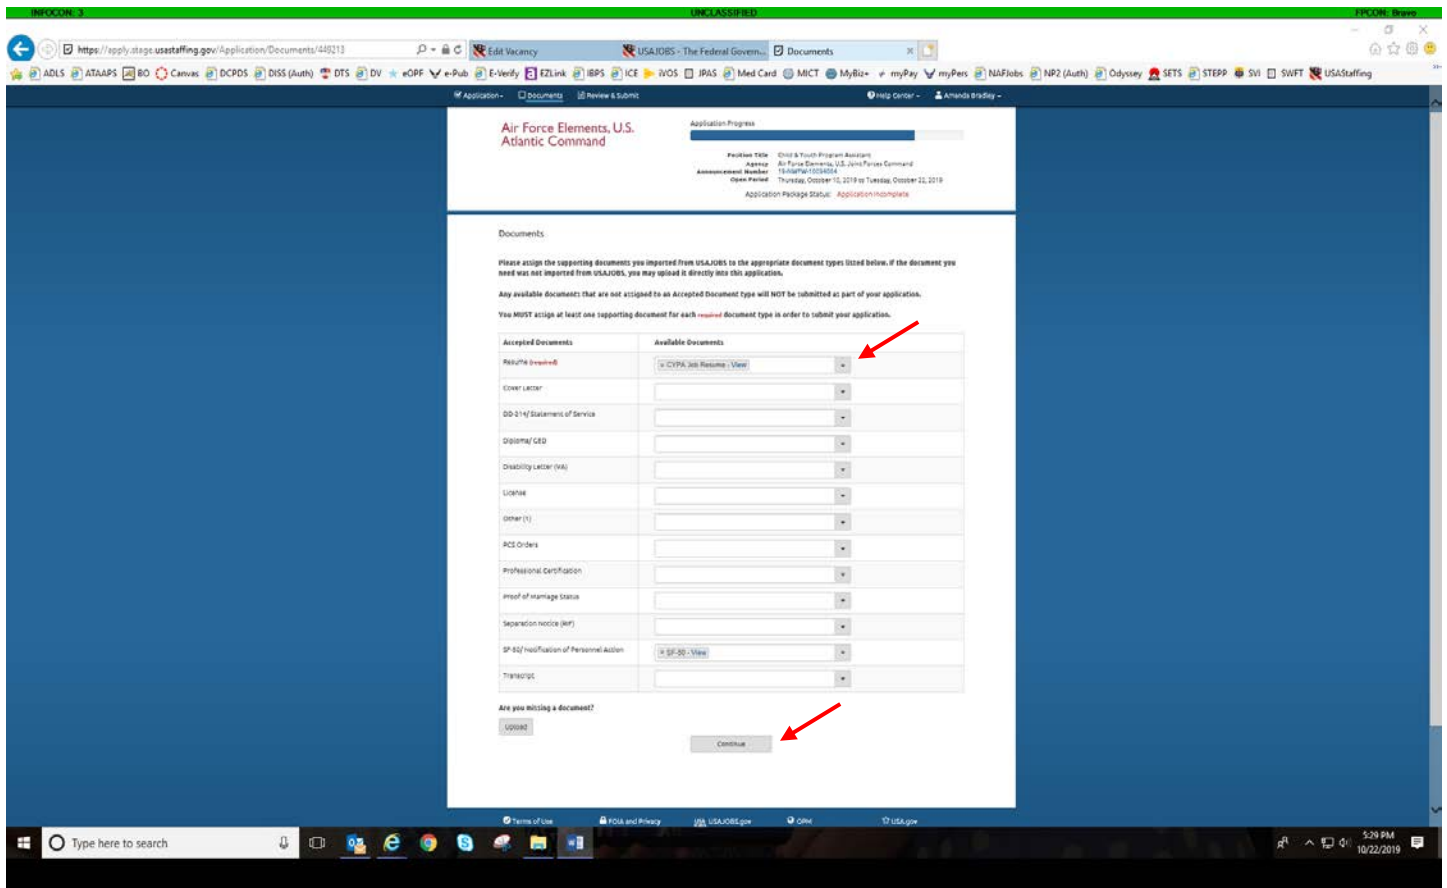 INFOCON: 3 UNCLASSIFIED FPCON: Bravo
https://apply.stage.usastaffing.gov/Application/Documents/446213 Edit Vacancy USAJOBS - The Federal Govern... Documents
ADLS ATAAPS BO Canvas DCPDS DISS (Auth) DTS DV eOPF e-Pub E-Verify EZLink IBPS ICE iVOS JPAS Med Card MICT MyBiz+ myPay myPers NAFJobs NP2 (Auth) Odyssey SETS STEPP SVI SWFT USAStaffing
Application Documents Review & Submit Help Center Amanda Bradley
Air Force Elements, U.S.
Atlantic Command
Application Progress
Position Title Child & Youth Program Assistant
Agency Air Force Elements, U.S. Joint Forces Command
Announcement Number
Open Period Thursday, October 10, 2019 to Tuesday, October 22, 2019
Application Package Status: Application Incomplete
Documents
Please assign the supporting documents you imported from USAJOBS to the appropriate document types listed below. If the document you
need was not imported from USAJOBS, you may upload it directly into this application.
Any available documents that are not assigned to an Accepted Document type will NOT be submitted as part of your application.
You MUST assign at least one supporting document for each required document type in order to submit your application.
Accepted Documents Available Documents
Resume (required) × CYPA Job Resume - View
Cover Letter
DD-214/ Statement of Service
Diploma/ GED
Disability Letter (VA)
License
Other (1)
PCS Orders
Professional Certification
Proof of Marriage Status
Separation Notice (RIF)
SF-50/ Notification of Personnel Action × SF-50 - View
Transcript
Are you missing a document?
Upload
Continue
Terms of Use FOIA and Privacy USAJOBS.gov OPM USA.gov
Type here to search 5:29 PM
10/22/2019